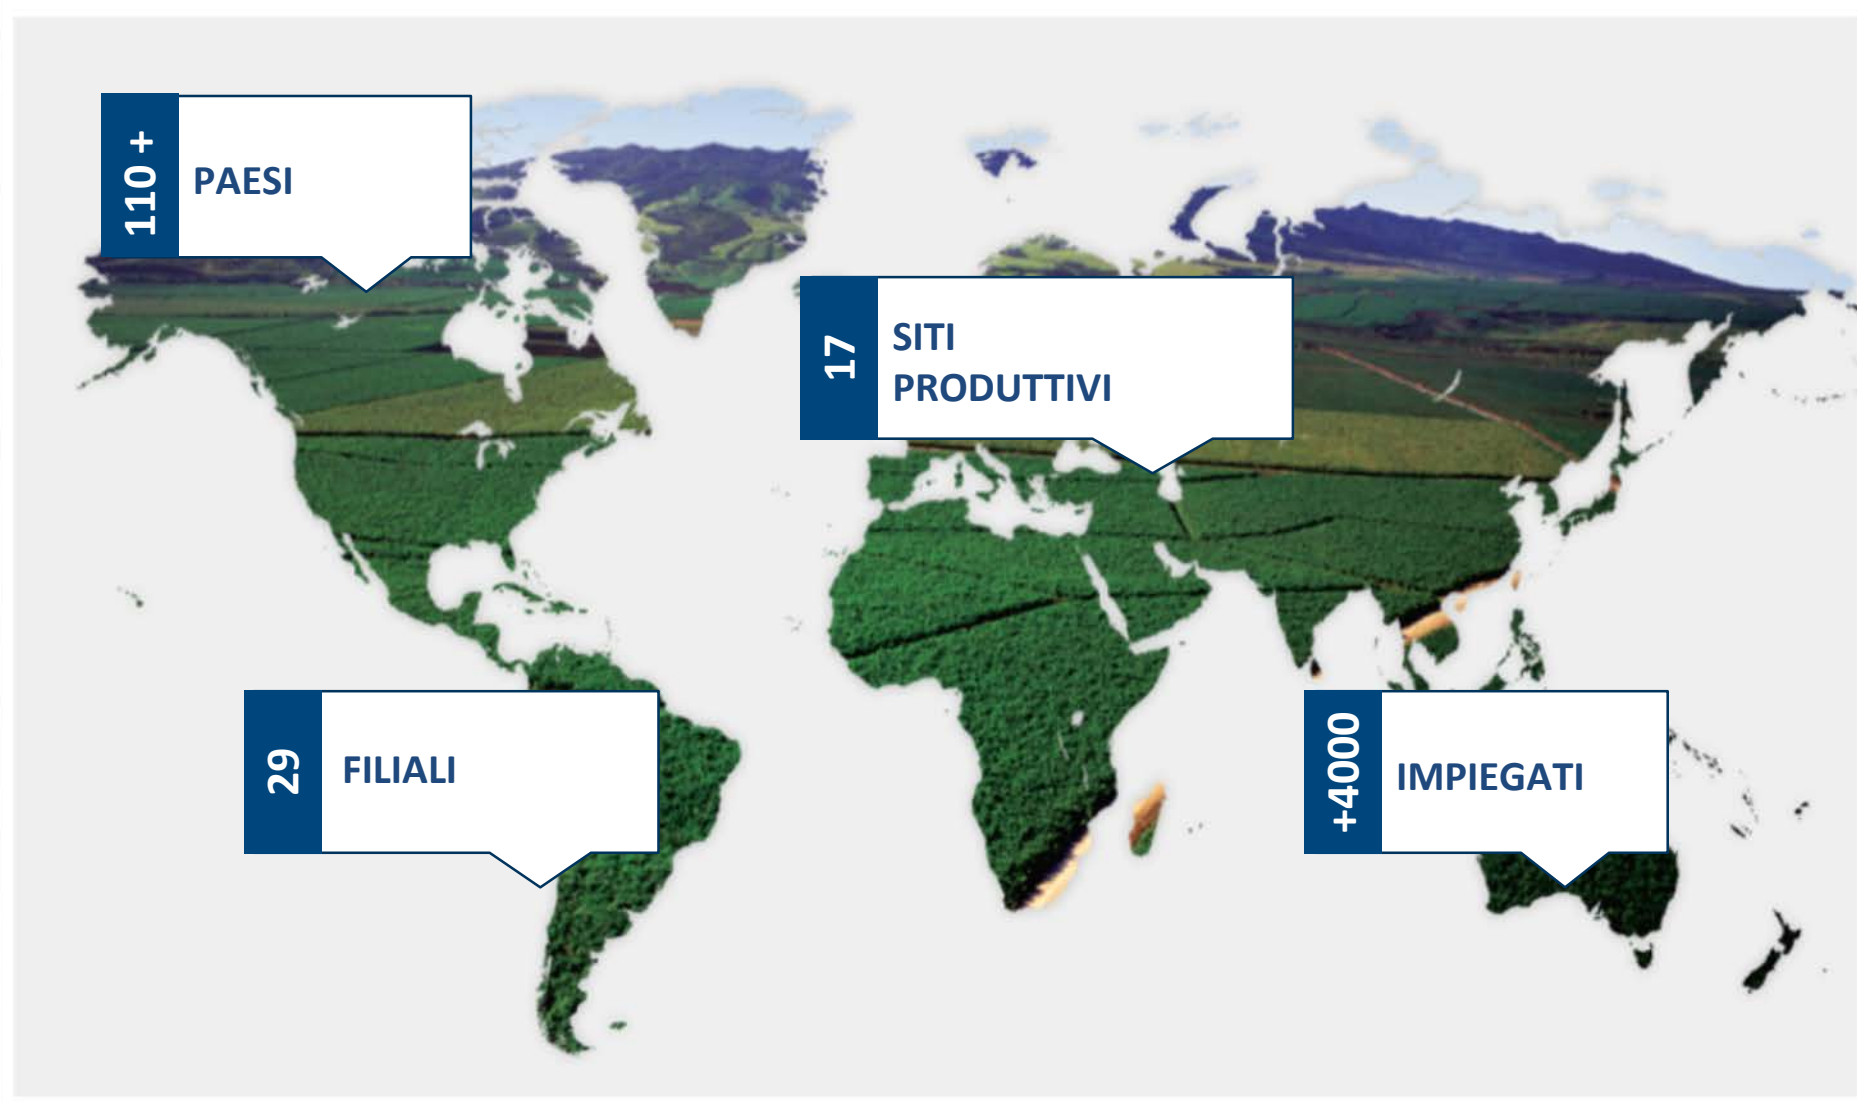 110 +
PAESI
17
SITI
PRODUTTIVI
29
FILIALI
+4000
IMPIEGATI